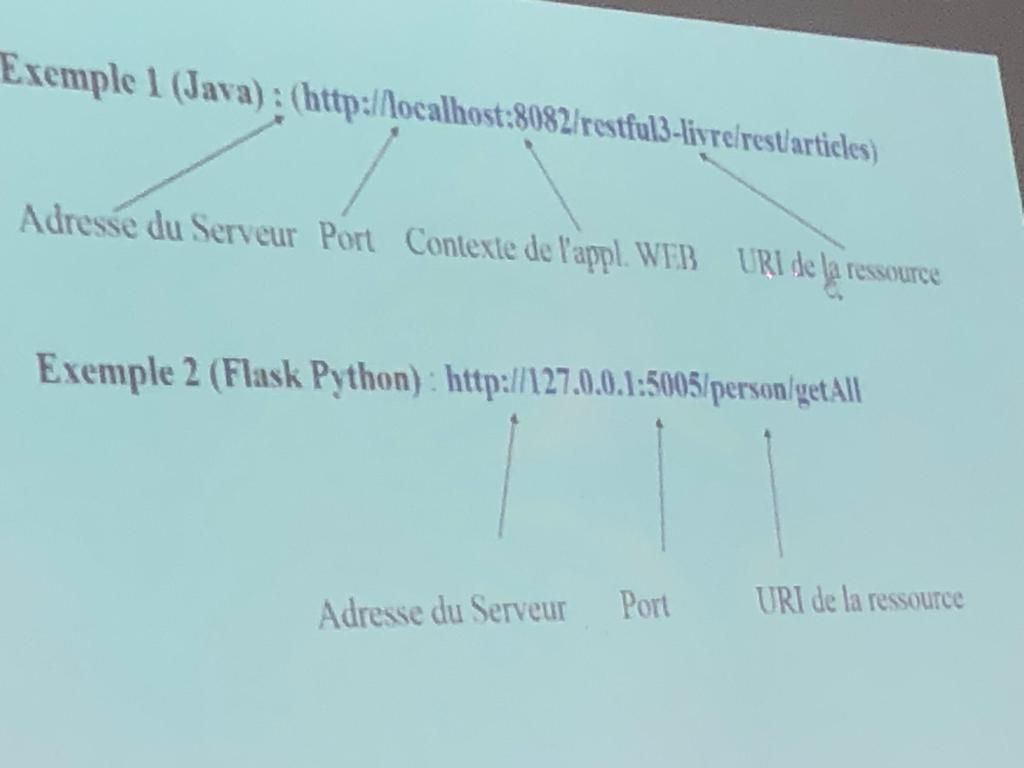 Exemple 1 (Java) : (http://localhost:8082/restful3-livre/rest/articles)
Adresse du Serveur Port Contexte de l'appl. WEB URI de la ressource
Exemple 2 (Flask Python) : http://127.0.0.1:5005/person/getAll
Adresse du Serveur Port URI de la ressource